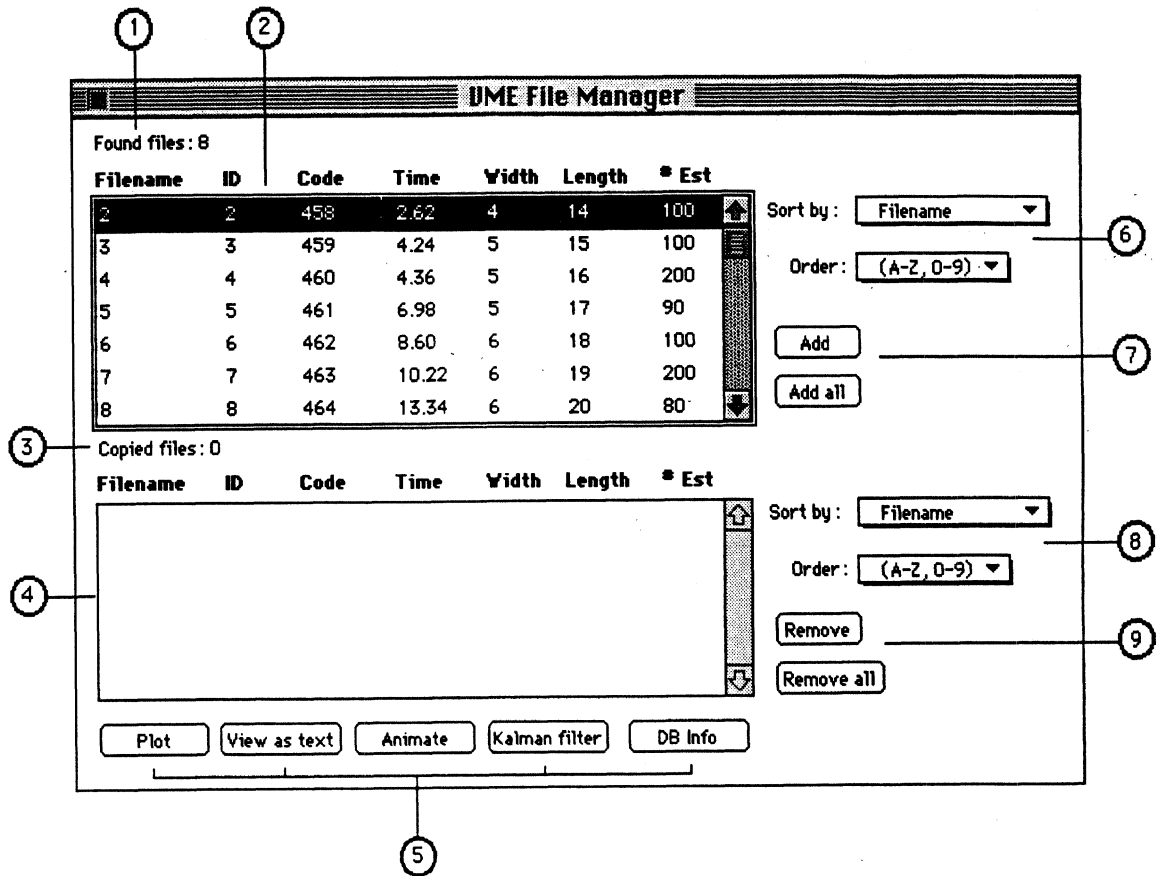 1 2
VME File Manager
Found files: 8
Filename ID Code Time Width Length # Est
2 2 458 2.62 4 14 100
3 3 459 4.24 5 15 100
4 4 460 4.36 5 16 200
5 5 461 6.98 5 17 90
6 6 462 8.60 6 18 100
7 7 463 10.22 6 19 200
8 8 464 13.34 6 20 80
Sort by: Filename
6
Order: (A-Z, 0-9)
Add
7
Add all
3
Copied files: 0
Filename ID Code Time Width Length # Est
4
Sort by: Filename
8
Order: (A-Z, 0-9)
Remove
9
Remove all
Plot View as text Animate Kalman filter DB Info
5